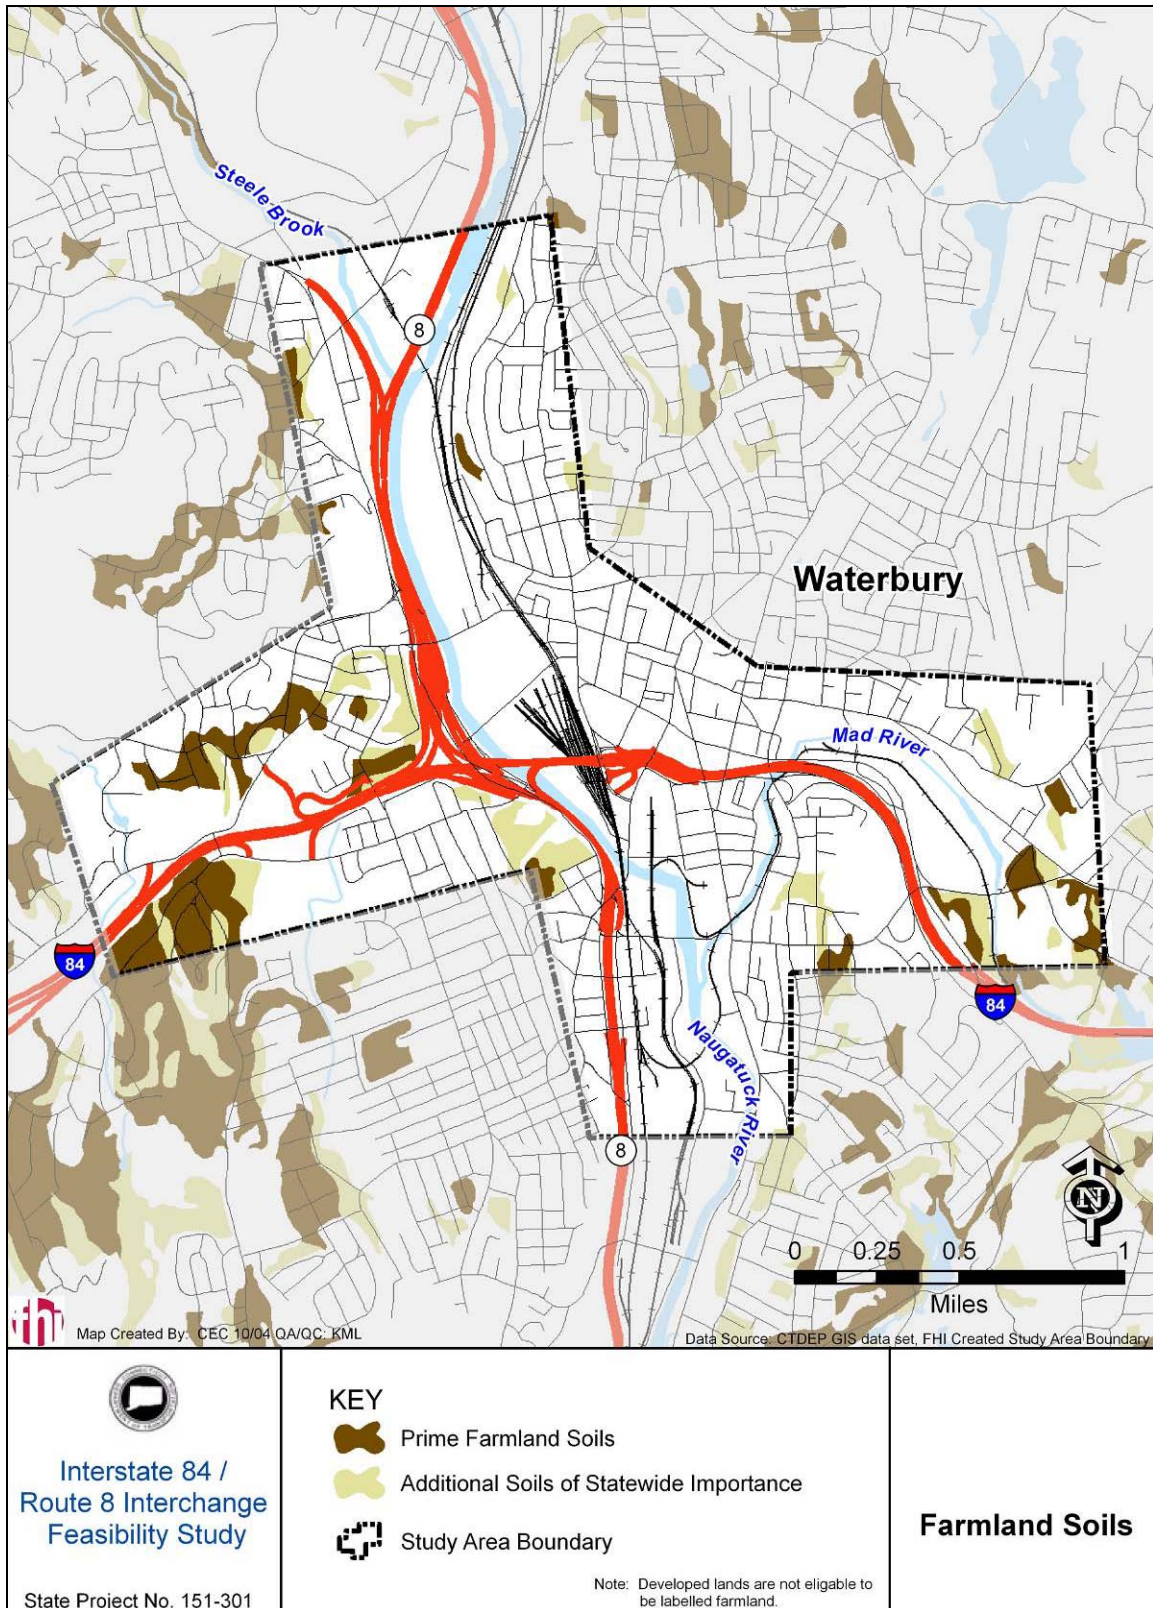 Steele Brook
8
Waterbury
Mad River
84
84
Naugatuck River
8
N
0 0.25 0.5 1
Miles
fhi
Map Created By: CEC 10/04 QA/QC: KML
Data Source: CTDEP GIS data set, FHI Created Study Area Boundary
Interstate 84 /
Route 8 Interchange
Feasibility Study
State Project No. 151-301
KEY
Prime Farmland Soils
Additional Soils of Statewide Importance
Study Area Boundary
Note: Developed lands are not eligable to
be labelled farmland.
Farmland Soils